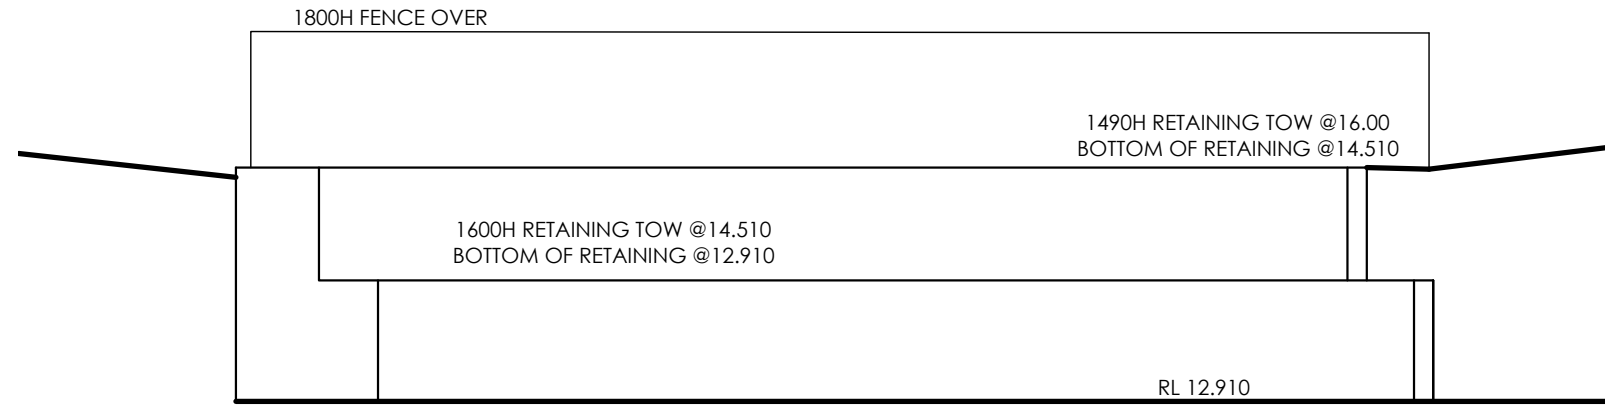 1800H FENCE OVER
1490H RETAINING TOW @16.00
BOTTOM OF RETAINING @14.510
1600H RETAINING TOW @14.510
BOTTOM OF RETAINING @12.910
RL 12.910